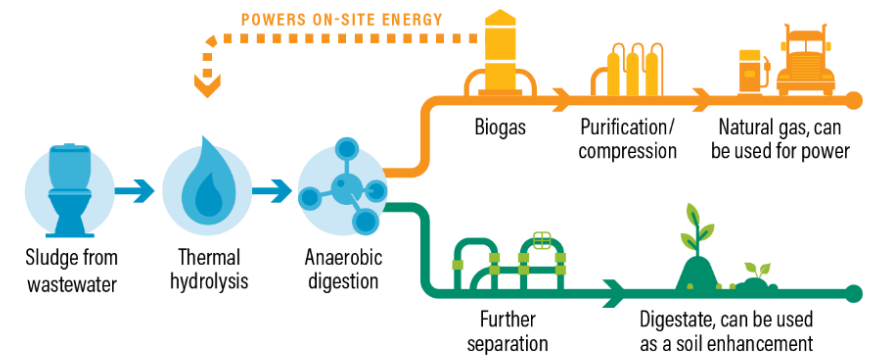 POWERS ON-SITE ENERGY
Biogas
Purification/
compression
Natural gas, can
be used for power
Sludge from
wastewater
Thermal
hydrolysis
Anaerobic
digestion
Further
separation
Digestate, can be used
as a soil enhancement